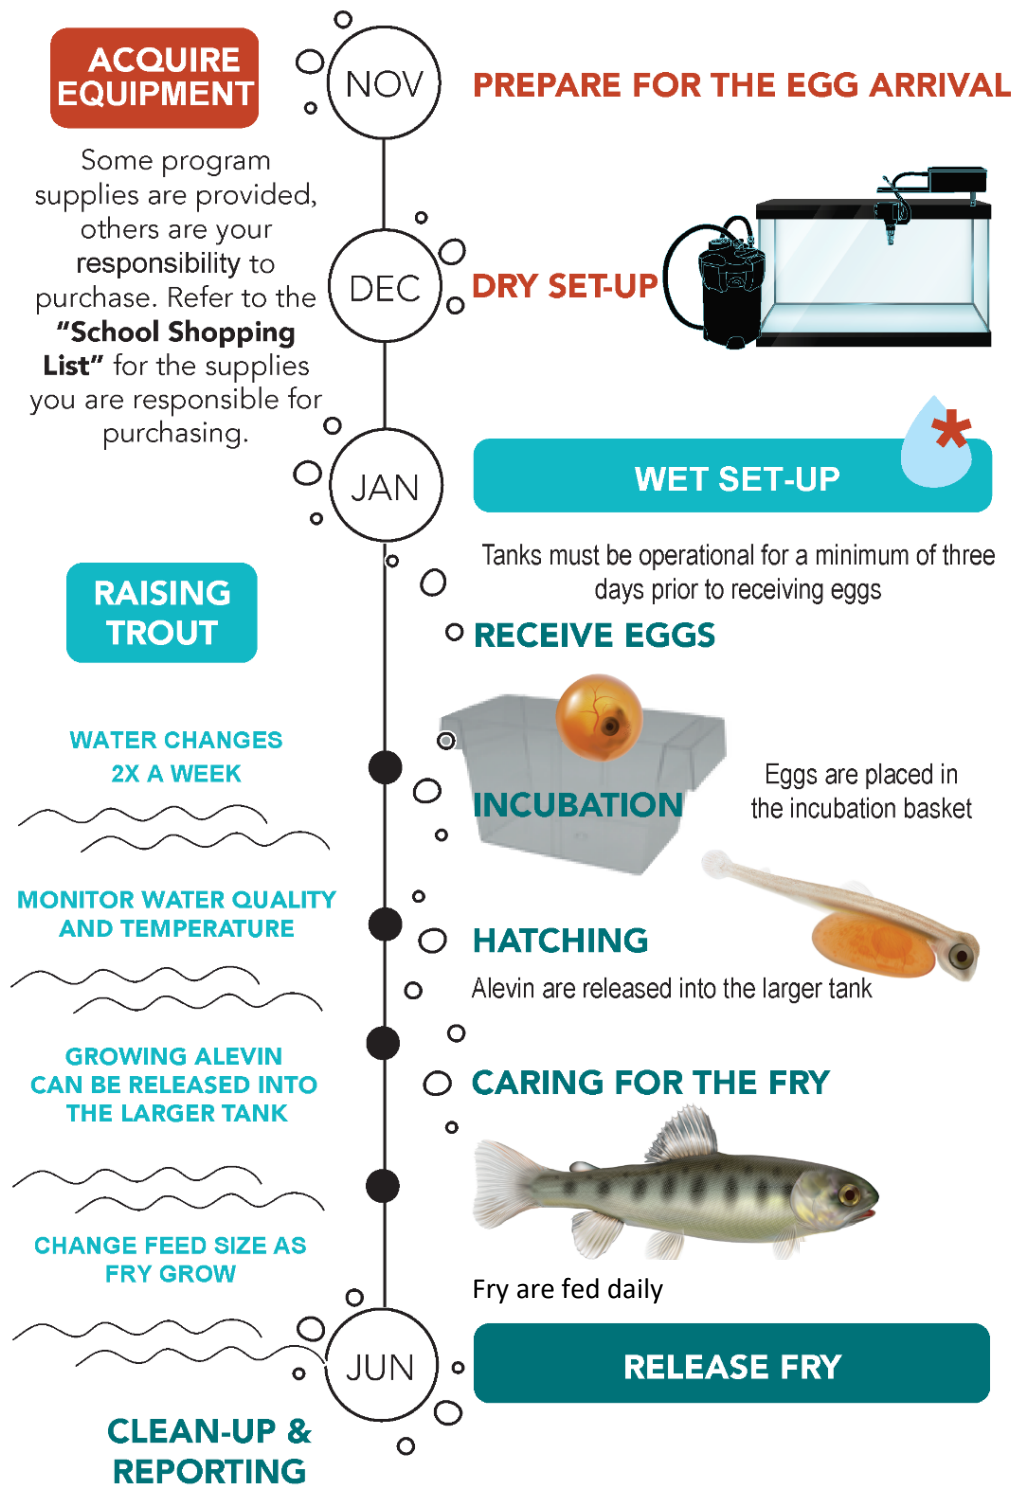 ACQUIRE
EQUIPMENT
NOV
PREPARE FOR THE EGG ARRIVAL
Some program
supplies are provided,
others are your
responsibility to
purchase. Refer to the
“School Shopping
List” for the supplies
you are responsible for
purchasing.
DEC
DRY SET-UP
JAN
WET SET-UP
*
Tanks must be operational for a minimum of three
days prior to receiving eggs
RAISING
TROUT
RECEIVE EGGS
WATER CHANGES
2X A WEEK
INCUBATION
Eggs are placed in
the incubation basket
MONITOR WATER QUALITY
AND TEMPERATURE
HATCHING
Alevin are released into the larger tank
GROWING ALEVIN
CAN BE RELEASED INTO
THE LARGER TANK
CARING FOR THE FRY
CHANGE FEED SIZE AS
FRY GROW
Fry are fed daily
JUN
RELEASE FRY
CLEAN-UP &
REPORTING